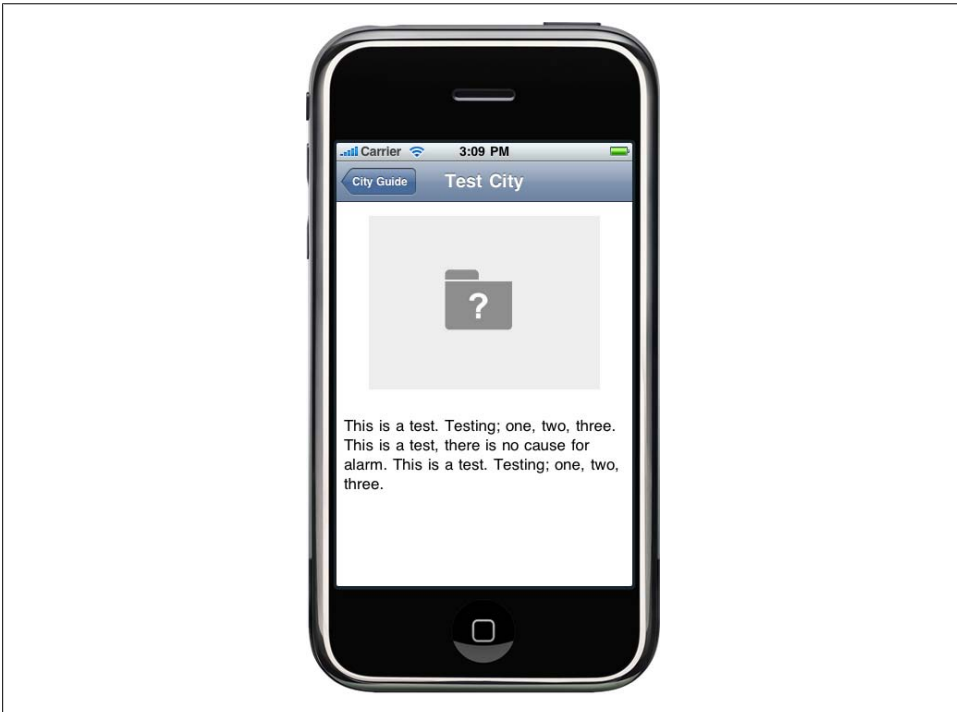 Carrier 3:09 PM
City Guide Test City
?
This is a test. Testing; one, two, three.
This is a test, there is no cause for
alarm. This is a test. Testing; one, two,
three.